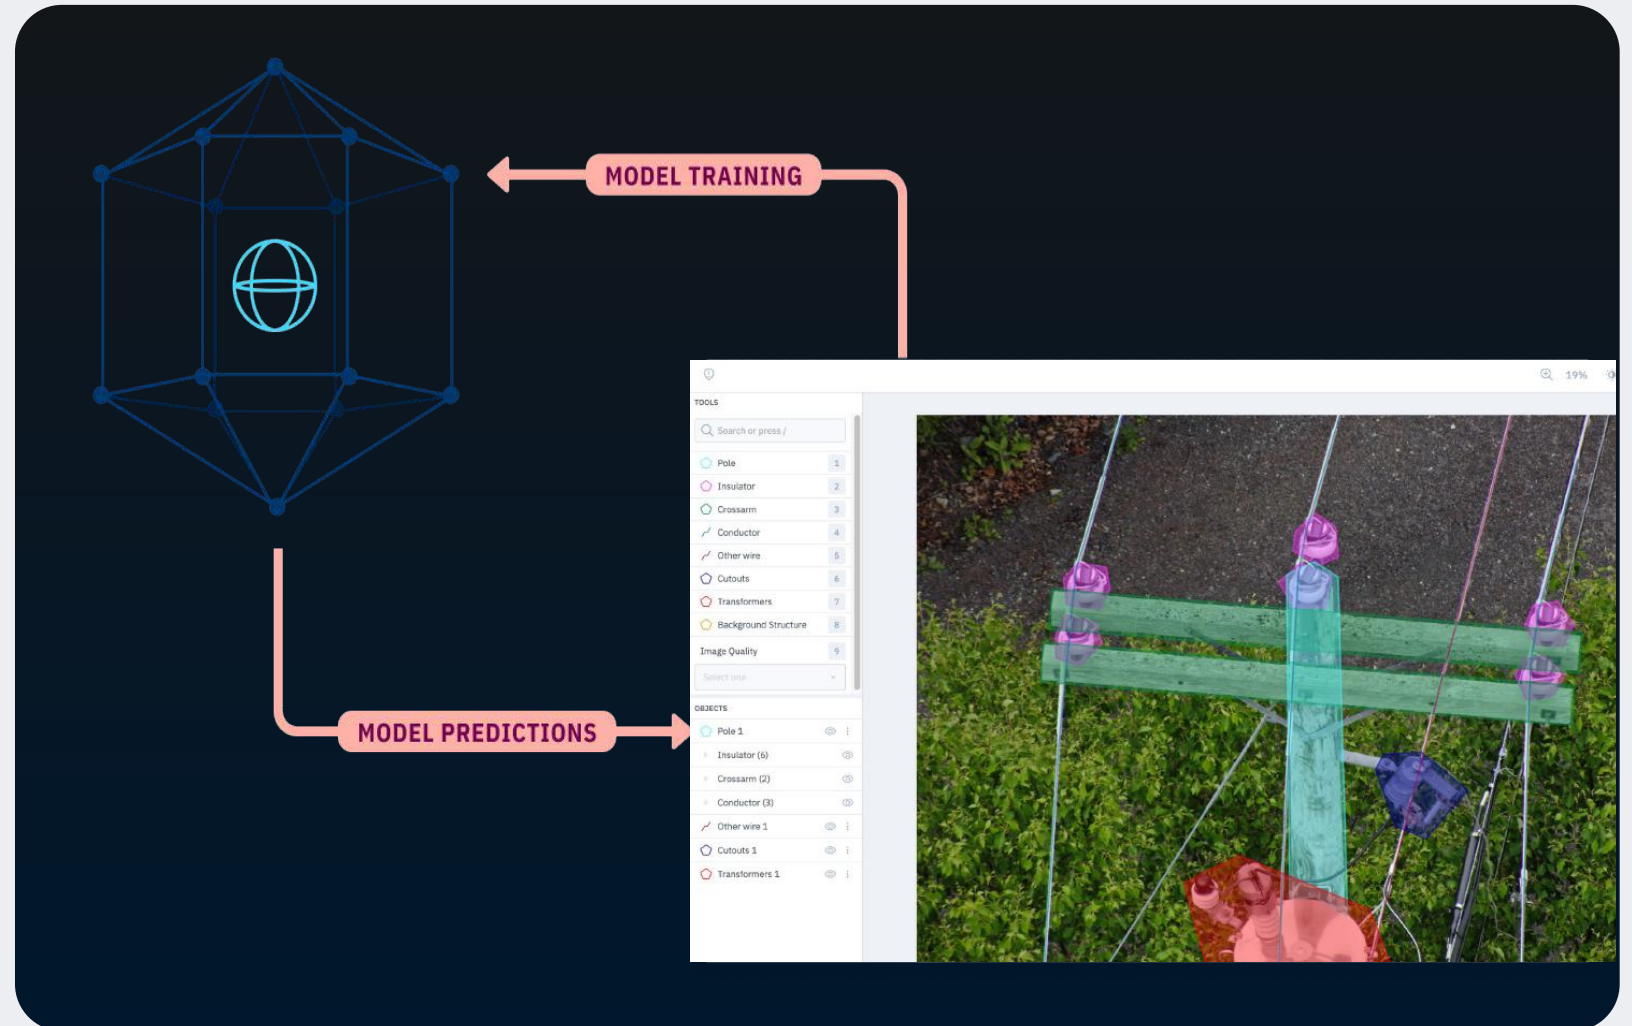 MODEL TRAINING
19%
TOOLS
Search or press /
Pole 1
Insulator 2
Crossarm 3
Conductor 4
Other wire 5
Cutouts 6
Transformers 7
Background Structure 8
Image Quality 9
Select one
OBJECTS
Pole 1
MODEL PREDICTIONS
Insulator (6)
Crossarm (2)
Conductor (3)
Other wire 1
Cutouts 1
Transformers 1